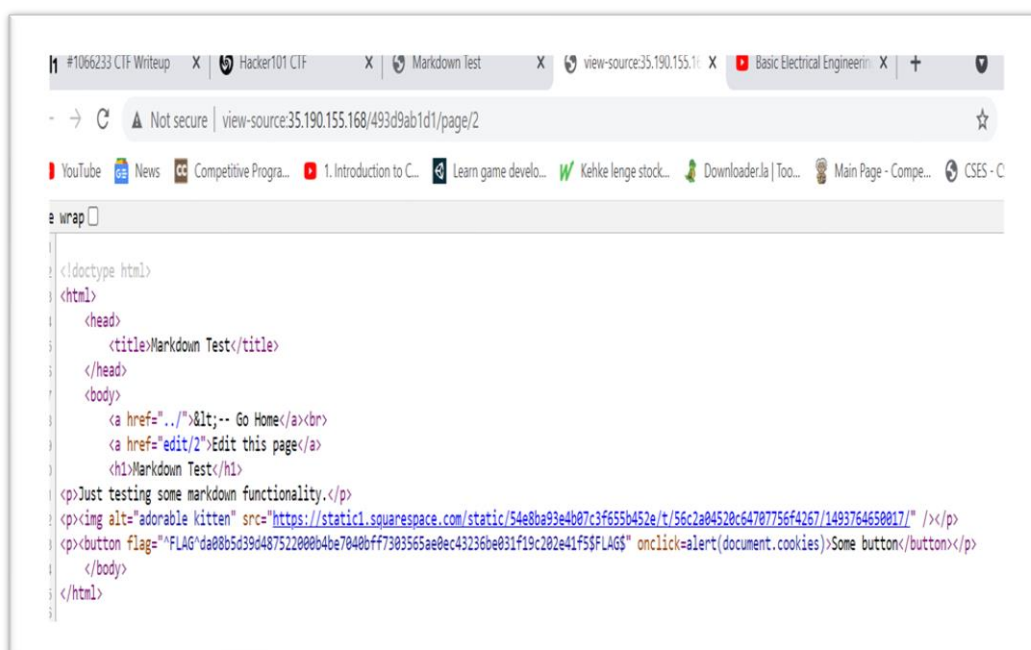 #1066233 CTF Writeup X Hacker101 CTF X Markdown Test X view-source:35.190.155.1 X Basic Electrical Engineerin X +
Not secure | view-source:35.190.155.168/493d9ab1d1/page/2
YouTube News Competitive Progra... 1. Introduction to C... Learn game develo... Kehke lenge stock... Downloader.la | Too... Main Page - Compe... CSES - C
e wrap
<!doctype html>
<html>
<head>
<title>Markdown Test</title>
</head>
<body>
<a href="../">&lt;-- Go Home</a><br>
<a href="edit/2">Edit this page</a>
<h1>Markdown Test</h1>
<p>Just testing some markdown functionality.</p>
<p><img alt="adorable kitten" src="https://static1.squarespace.com/static/54e8ba93e4b07c3f655b452e/t/56c2a04520c64707756f4267/1493764650017/" /></p>
<p><button flag="^FLAG^da08b5d39d487522000b4be7040bff7303565ae0ec43236be031f19c202e41f5$FLAG$" onclick=alert(document.cookies)>Some button</button></p>
</body>
</html>